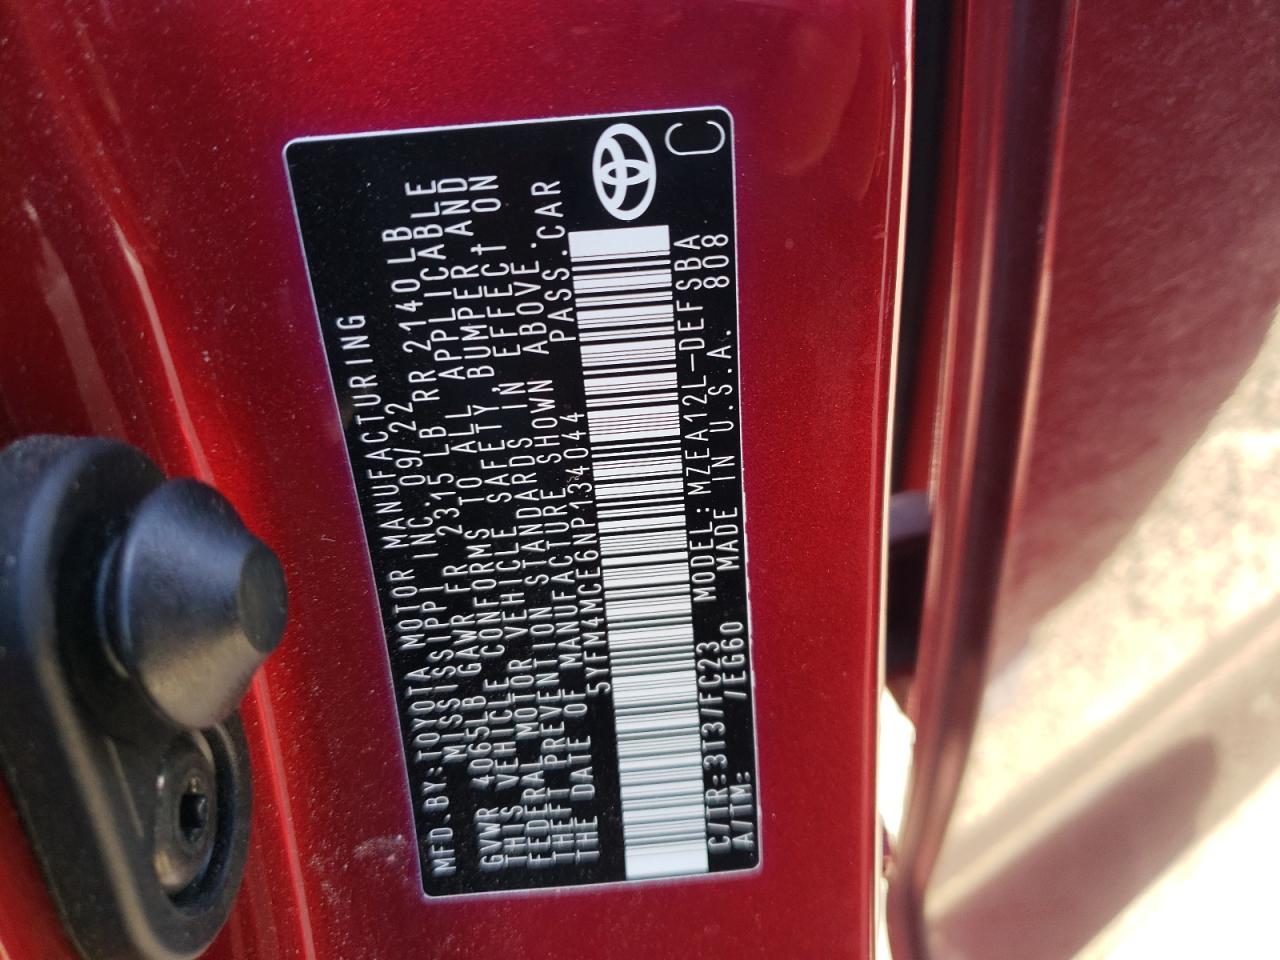 MFD.BY:TOYOTA MOTOR MANUFACTURING
MISSISSIPPI INC. 09/22
GVWR 4065LB GAWR FR 2315LB RR 2140LB
THIS VEHICLE CONFORMS TO ALL APPLICABLE
FEDERAL MOTOR VEHICLE SAFETY,BUMPER,AND
THEFT PREVENTION STANDARDS IN EFFECT ON
THE DATE OF MANUFACTURE SHOWN ABOVE.
5YFM4MCE6NP134044 PASS.CAR
C/TR:3T3/FC23 MODEL:MZEA12L-DEFSBA
A/TM: /EG60 MADE IN U.S.A. 808
C